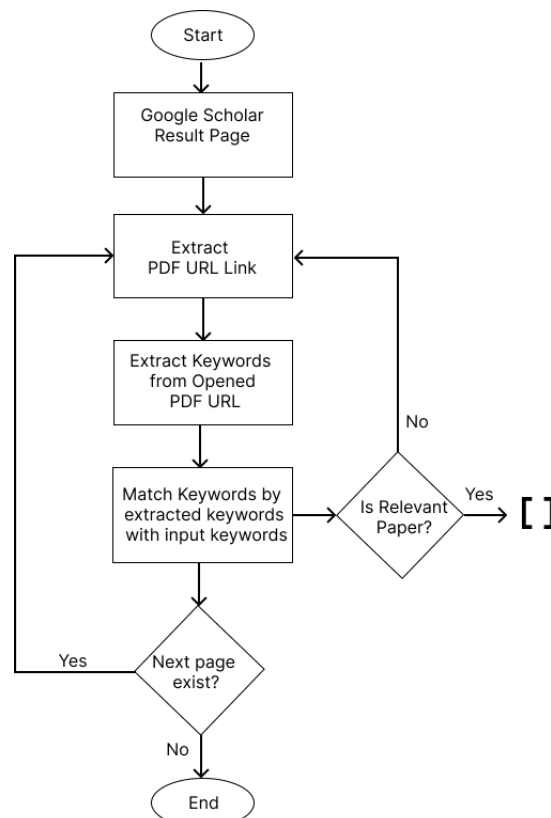 Start
Google Scholar
Result Page
Extract
PDF URL Link
Extract Keywords
from Opened
PDF URL
No
Match Keywords by
extracted keywords
with input keywords
Is Relevant
Paper?
Yes
[ ]
Yes
Next page
exist?
No
End